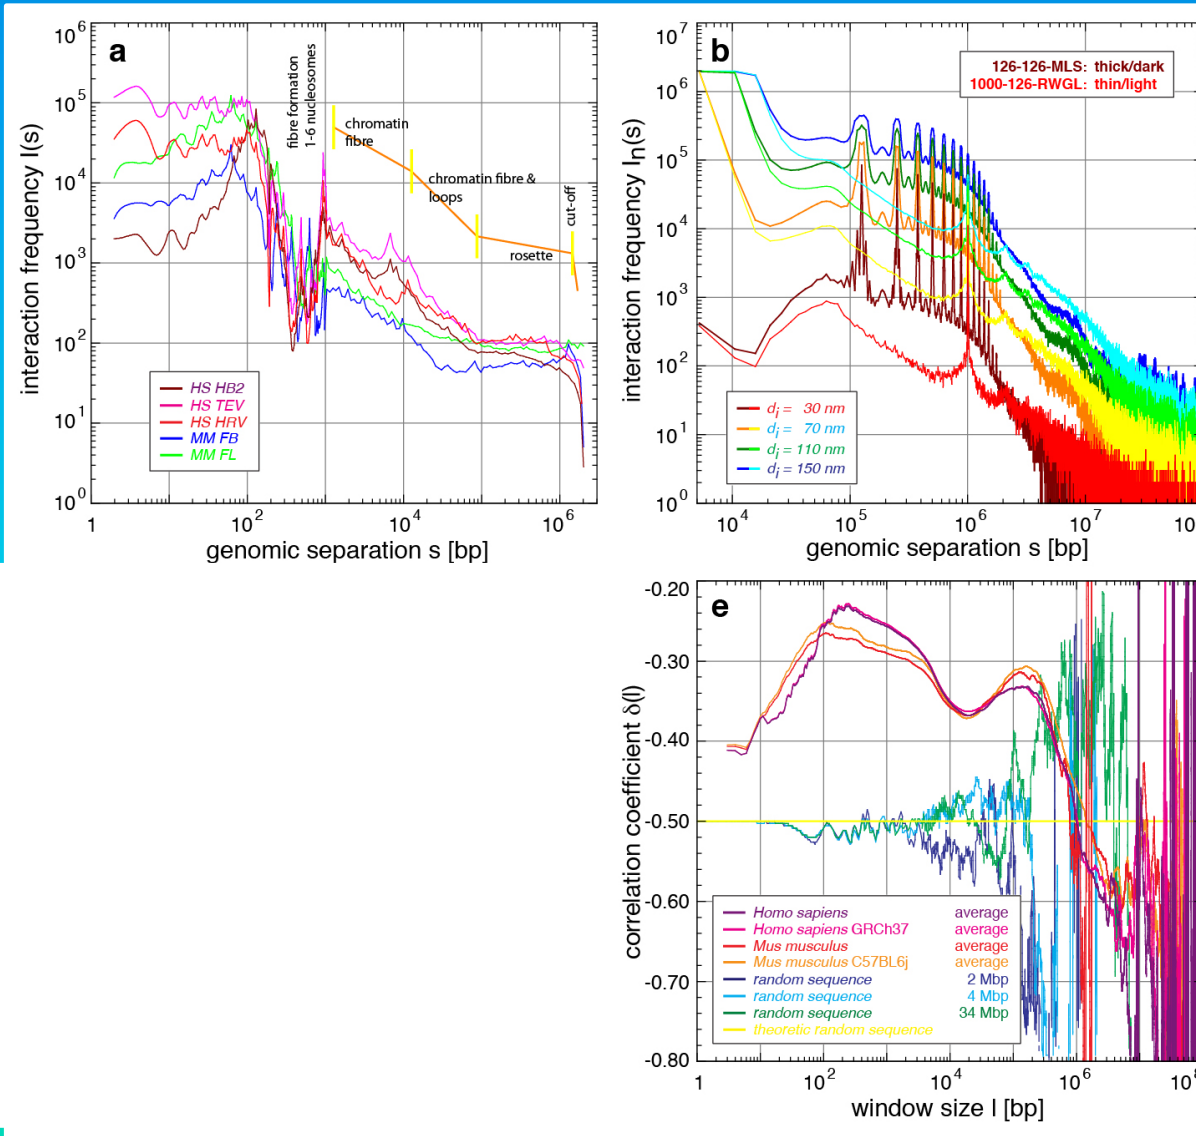 a
interaction frequency I(s)
10^6
10^5
10^4
10^3
10^2
10^1
10^0
fibre formation
1-6 nucleosomes
chromatin
fibre
chromatin fibre &
loops
cut-off
rosette
HS HB2
HS TEV
HS HRV
MM FB
MM FL
1
10^2
10^4
10^6
genomic separation s [bp]
b
interaction frequency I_n(s)
10^7
10^6
10^5
10^4
10^3
10^2
10^1
10^0
126-126-MLS: thick/dark
1000-126-RWGL: thin/light
d_i = 30 nm
d_i = 70 nm
d_i = 110 nm
d_i = 150 nm
10^4
10^5
10^6
10^7
genomic separation s [bp]
e
correlation coefficient δ(l)
-0.20
-0.30
-0.40
-0.50
-0.60
-0.70
-0.80
Homo sapiens average
Homo sapiens GRCh37 average
Mus musculus average
Mus musculus C57BL6j average
random sequence 2 Mbp
random sequence 4 Mbp
random sequence 34 Mbp
theoretic random sequence
1
10^2
10^4
10^6
10^8
window size l [bp]